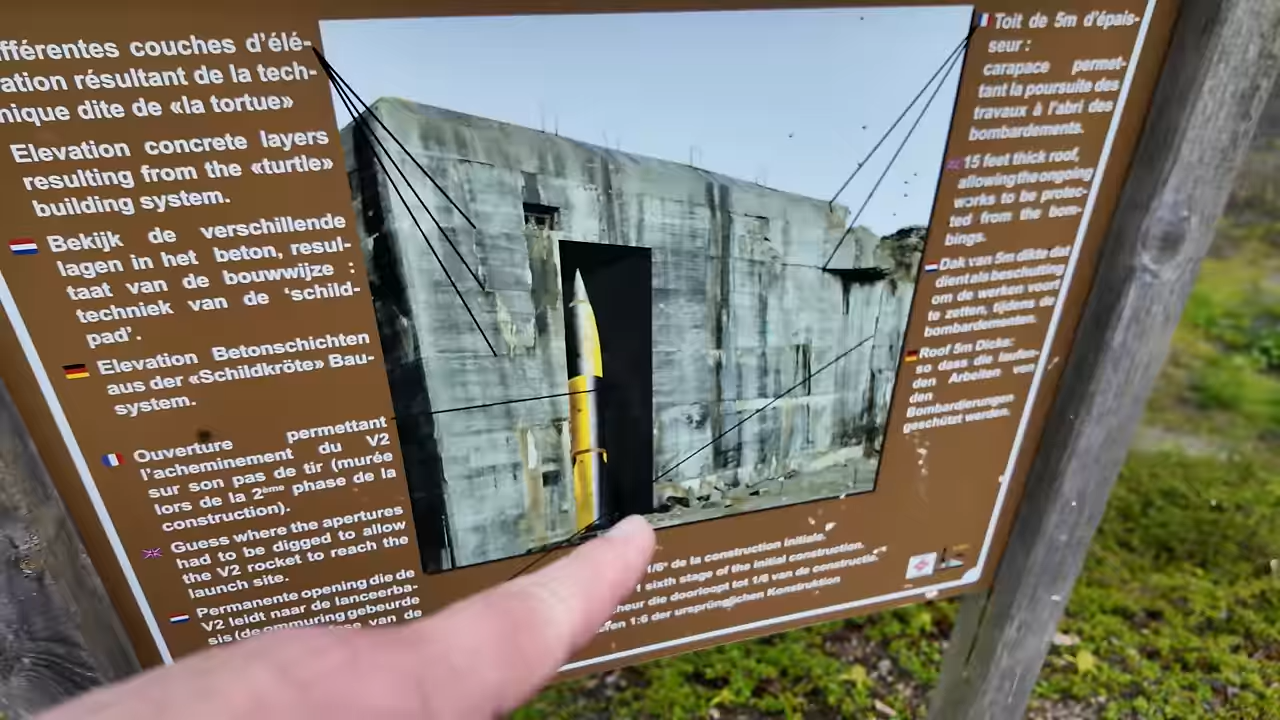 fférentes couches d'élé-
ation résultant de la tech-
nique dite de «la tortue»
Elevation concrete layers
resulting from the «turtle»
building system.
Bekijk de verschillende
lagen in het beton, resul-
taat van de bouwwijze :
techniek van de 'schild-
pad'.
Elevation Betonschichten
aus der «Schildkröte» Bau-
system.
Ouverture permettant
l'acheminement du V2
sur son pas de tir (murée
lors de la 2ème phase de la
construction).
Guess where the apertures
had to be digged to allow
the V2 rocket to reach the
launch site.
Permanente opening die de
V2 leidt naar de lanceerba-
sis (de ommuring gebeurde
van de
Toit de 5m d'épais-
seur :
carapace permet-
tant la poursuite des
travaux à l'abri des
bombardements.
15 feet thick roof,
allowing the ongoing
works to be protec-
ted from the bom-
bings.
Dak van 5m dikte dat
dient als beschutting
om de werken voort
te zetten, tijdens de
bombardementen.
Roof 5m Dicke:
so dass die laufen-
den Arbeiten von
den
Bombardierungen
geschützt werden.
1/6° de la construction initiale.
1 sixth stage of the initial construction.
cheur die doorloopt tot 1/6 van de constructie.
fen 1:6 der ursprünglichen Konstruktion